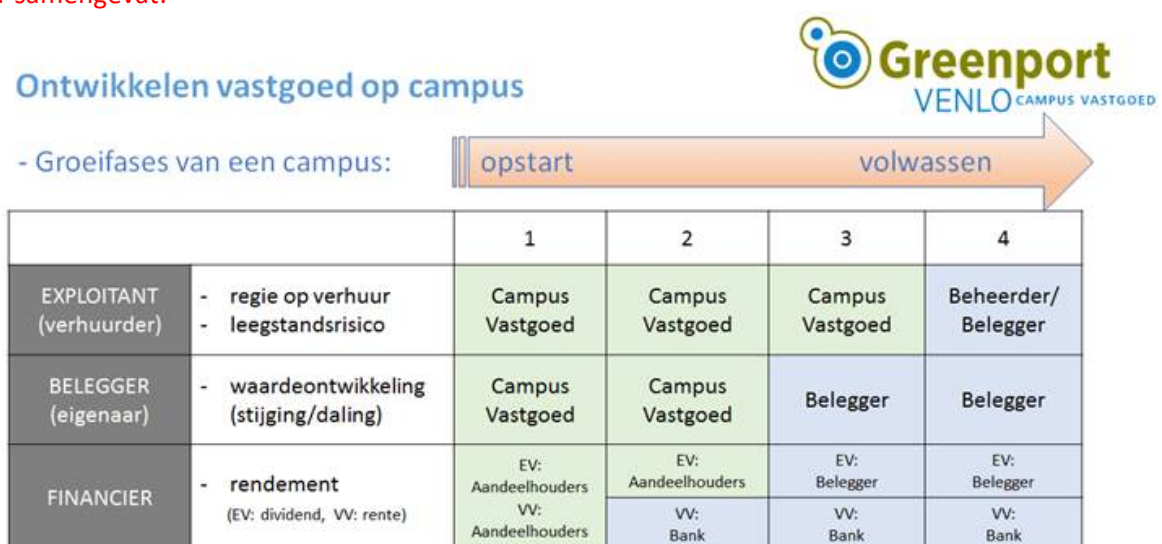 samengevat.
Ontwikkelen vastgoed op campus
Greenport
VENLO CAMPUS VASTGOED
- Groeifases van een campus:
opstart
volwassen
1
2
3
4
EXPLOITANT
(verhuurder)
- regie op verhuur
- leegstandsrisico
Campus
Vastgoed
Campus
Vastgoed
Campus
Vastgoed
Beheerder/
Belegger
BELEGGER
(eigenaar)
- waardeontwikkeling
(stijging/daling)
Campus
Vastgoed
Campus
Vastgoed
Belegger
Belegger
FINANCIER
- rendement
(EV: dividend, VV: rente)
EV:
Aandeelhouders
VV:
Aandeelhouders
EV:
Aandeelhouders
VV:
Bank
EV:
Belegger
VV:
Bank
EV:
Belegger
VV:
Bank